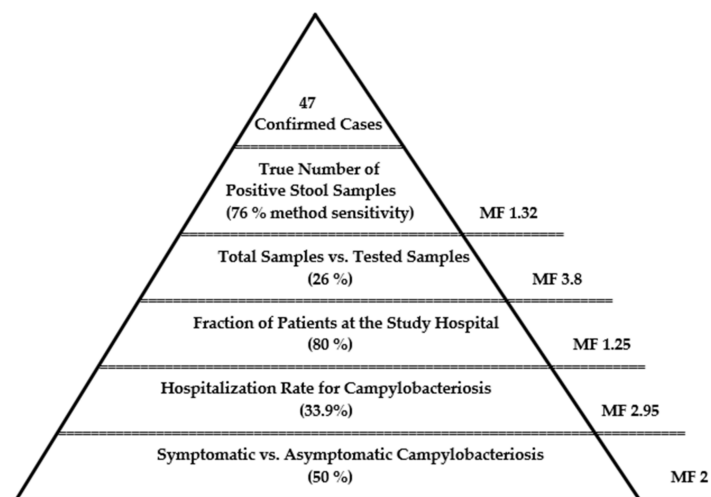 47
Confirmed Cases
True Number of
Positive Stool Samples
(76 % method sensitivity)
MF 1.32
Total Samples vs. Tested Samples
(26 %)
MF 3.8
Fraction of Patients at the Study Hospital
(80 %)
MF 1.25
Hospitalization Rate for Campylobacteriosis
(33.9%)
MF 2.95
Symptomatic vs. Asymptomatic Campylobacteriosis
(50 %)
MF 2